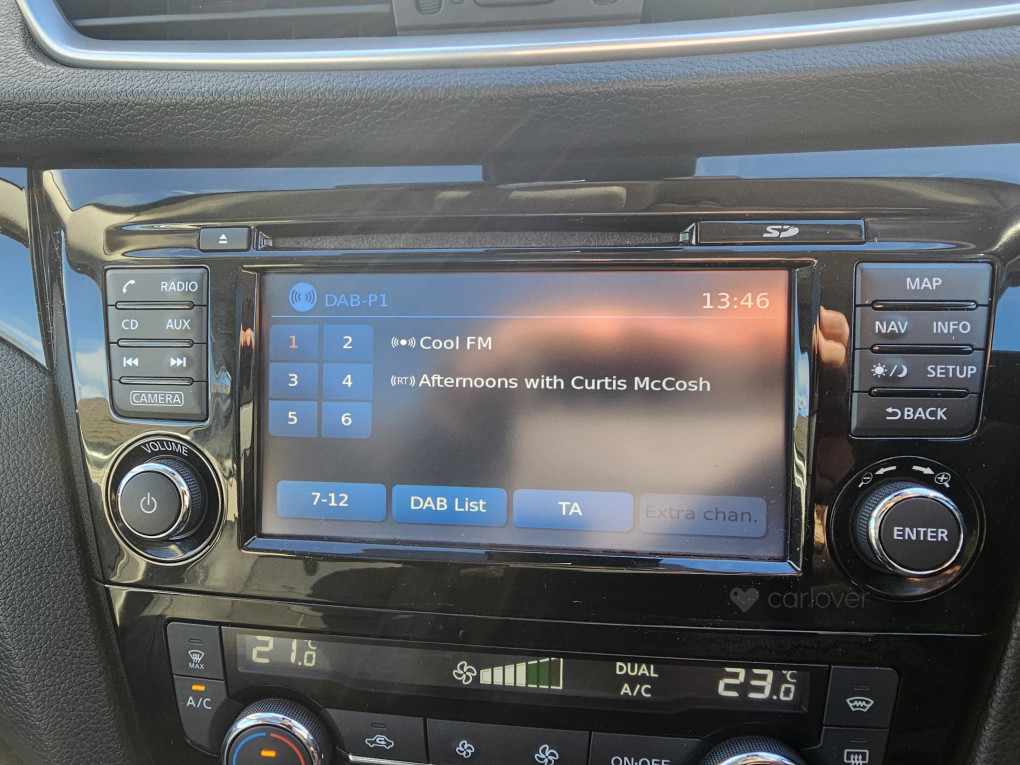 SD
RADIO
CD AUX
CAMERA
VOLUME
DAB-P1
13:46
1 2
Cool FM
3 4
RT Afternoons with Curtis McCosh
5 6
7-12
DAB List
TA
Extra chan.
MAP
NAV INFO
SETUP
BACK
ENTER
carlover
MAX
A/C
21.0 °C
DUAL
A/C
23.0 °C
ON·OFF